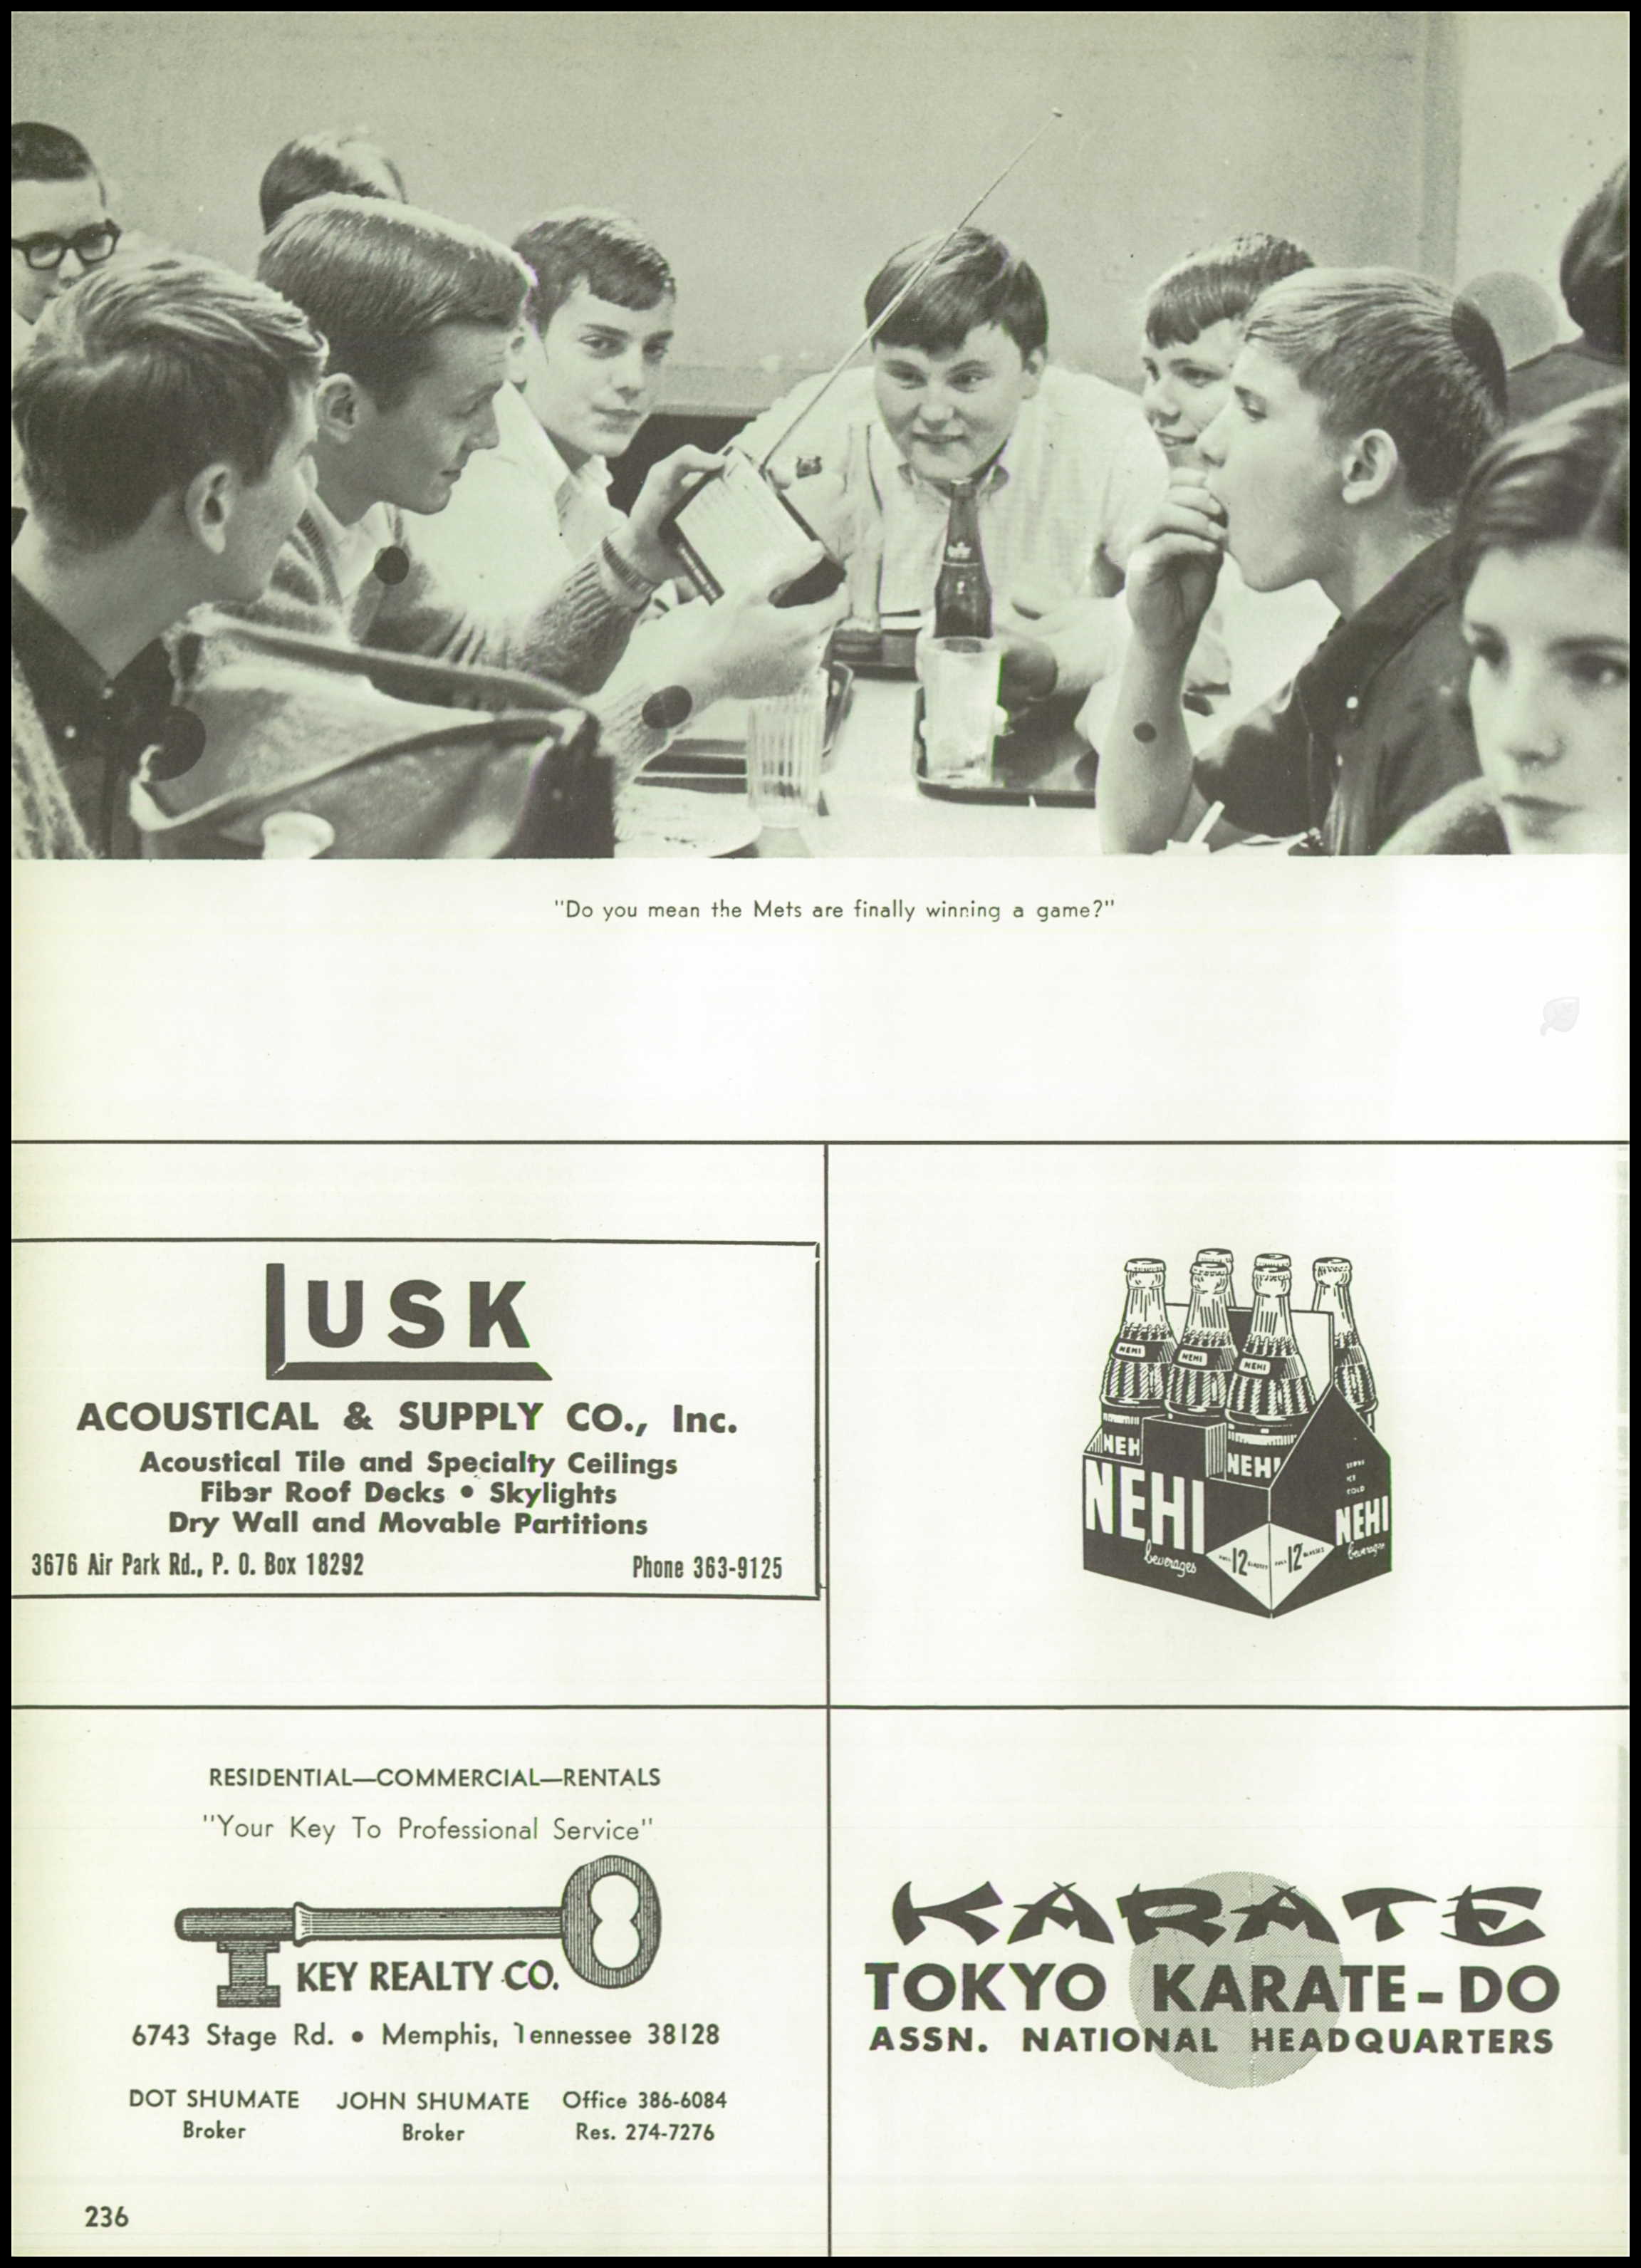 "Do you mean the Mets are finally winning a game?"
LUSK
ACOUSTICAL & SUPPLY CO., Inc.
Acoustical Tile and Specialty Ceilings
Fiber Roof Decks • Skylights
Dry Wall and Movable Partitions
3676 Air Park Rd., P. O. Box 18292 Phone 363-9125
NEHI
NEHI
NEHI
NEH
NEHI
NEHI
beverages
12
12
NEHI
beverages
RESIDENTIAL—COMMERCIAL—RENTALS
"Your Key To Professional Service"
KEY REALTY CO.
6743 Stage Rd. • Memphis, Tennessee 38128
DOT SHUMATE JOHN SHUMATE Office 386-6084
Broker Broker Res. 274-7276
KARATE
TOKYO KARATE-DO
ASSN. NATIONAL HEADQUARTERS
236